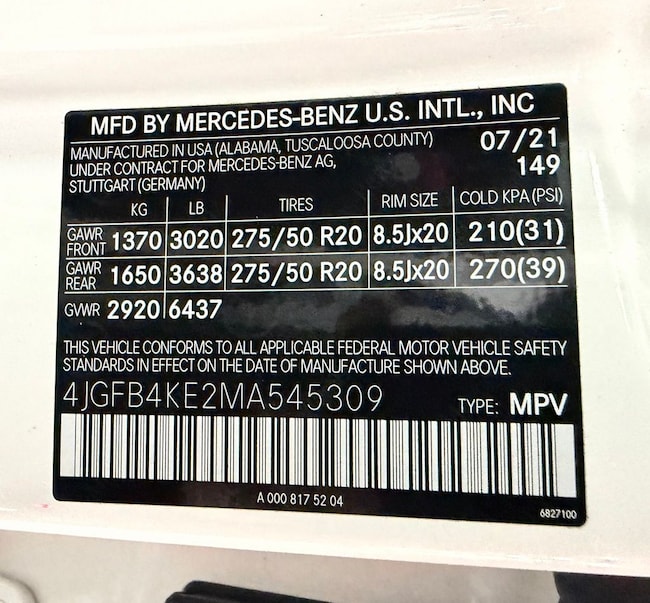 MFD BY MERCEDES-BENZ U.S. INTL., INC
MANUFACTURED IN USA (ALABAMA, TUSCALOOSA COUNTY) 07/21
UNDER CONTRACT FOR MERCEDES-BENZ AG, 149
STUTTGART (GERMANY)
KG LB TIRES RIM SIZE COLD KPA (PSI)
GAWR FRONT 1370 3020 275/50 R20 8.5Jx20 210(31)
GAWR REAR 1650 3638 275/50 R20 8.5Jx20 270(39)
GVWR 2920 6437
THIS VEHICLE CONFORMS TO ALL APPLICABLE FEDERAL MOTOR VEHICLE SAFETY
STANDARDS IN EFFECT ON THE DATE OF MANUFACTURE SHOWN ABOVE.
4JGFB4KE2MA545309 TYPE: MPV
A 000 817 52 04
6827100